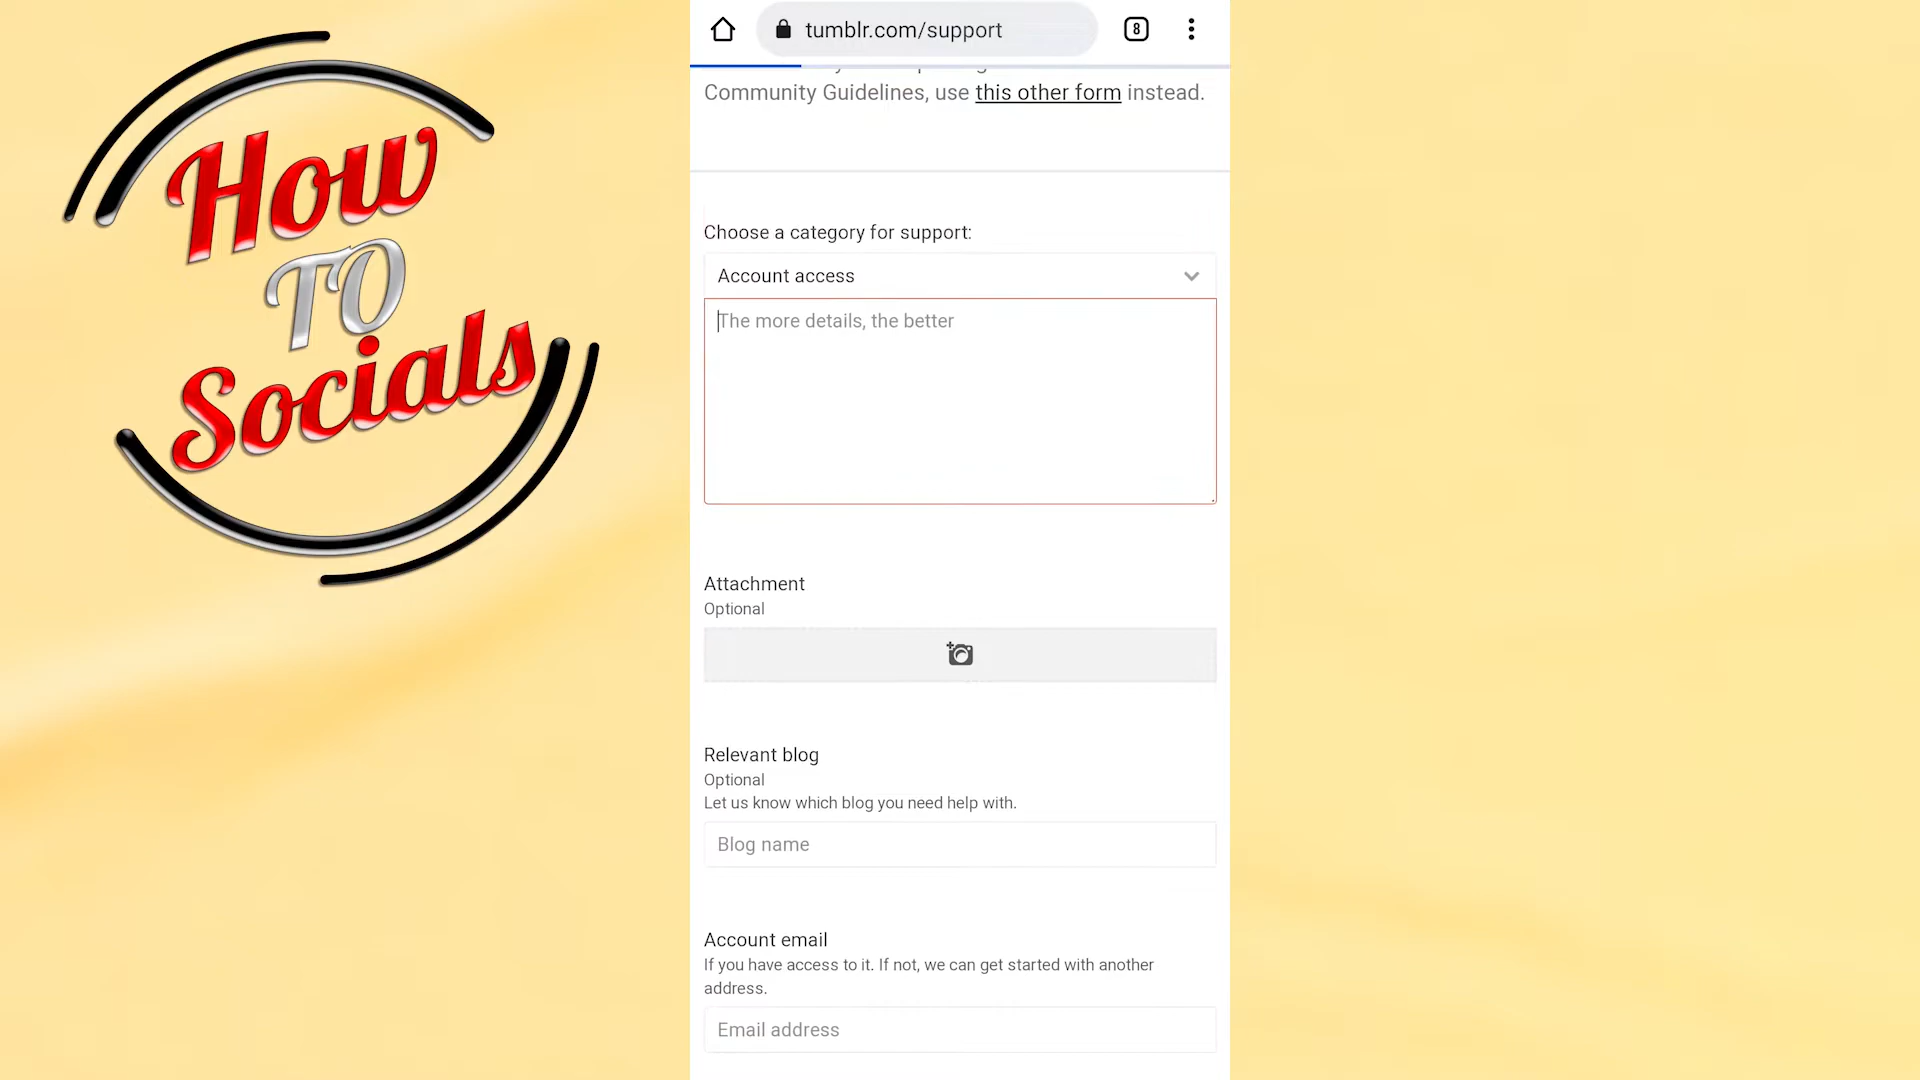 How
TO
Socials
tumblr.com/support
8
Community Guidelines, use this other form instead.
Choose a category for support:
Account access
The more details, the better
Attachment
Optional
Relevant blog
Optional
Let us know which blog you need help with.
Blog name
Account email
If you have access to it. If not, we can get started with another
address.
Email address